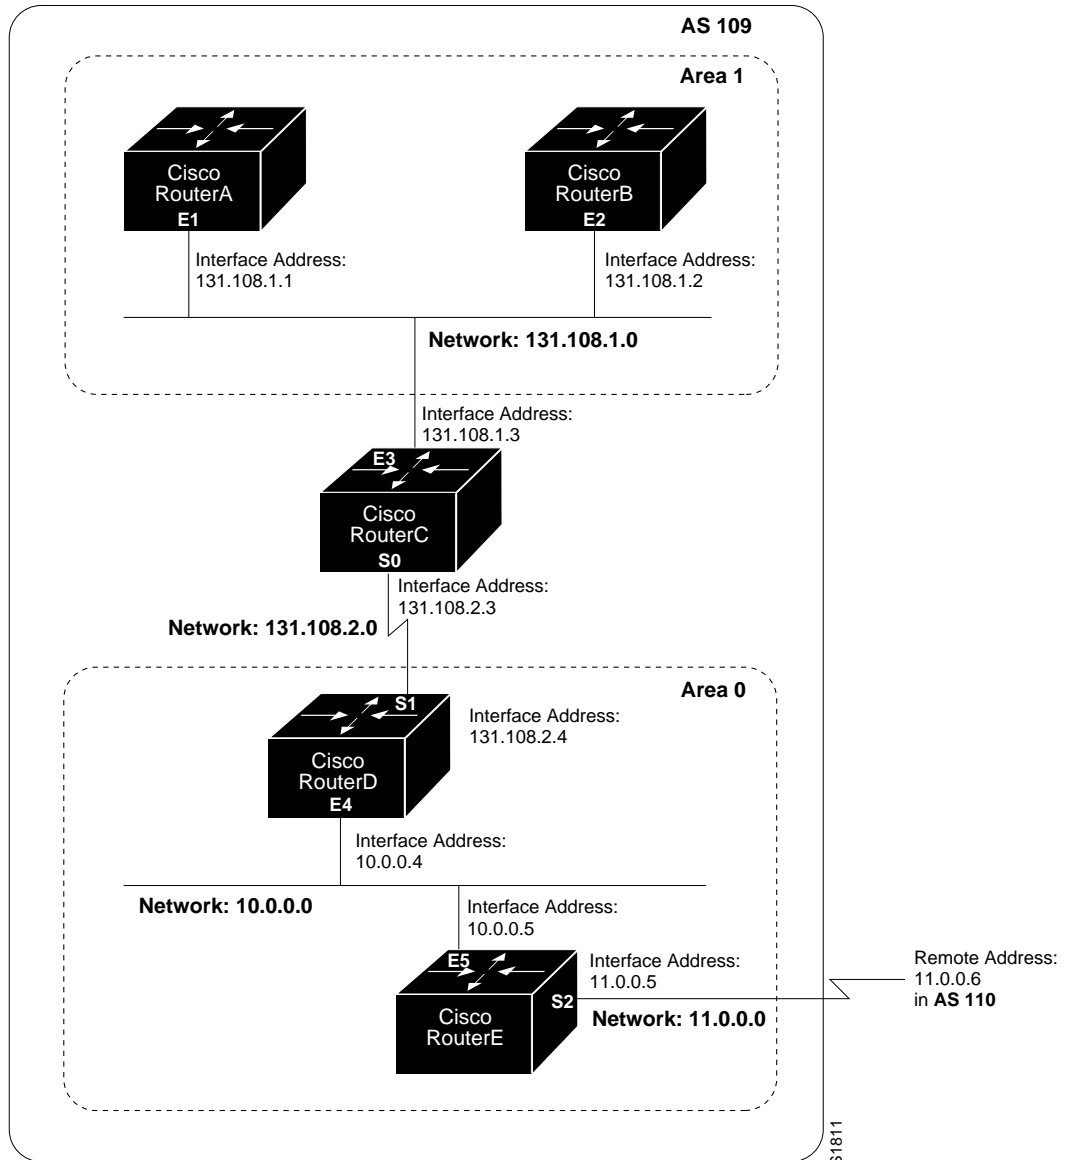 AS 109
Area 1
Cisco
RouterA
E1
Cisco
RouterB
E2
Interface Address:
131.108.1.1
Interface Address:
131.108.1.2
Network: 131.108.1.0
Interface Address:
131.108.1.3
E3
Cisco
RouterC
S0
Interface Address:
131.108.2.3
Network: 131.108.2.0
Area 0
S1
Interface Address:
131.108.2.4
Cisco
RouterD
E4
Interface Address:
10.0.0.4
Network: 10.0.0.0
Interface Address:
10.0.0.5
E5
Interface Address:
11.0.0.5
S2
Cisco
RouterE
Network: 11.0.0.0
Remote Address:
11.0.0.6
in AS 110
S1811